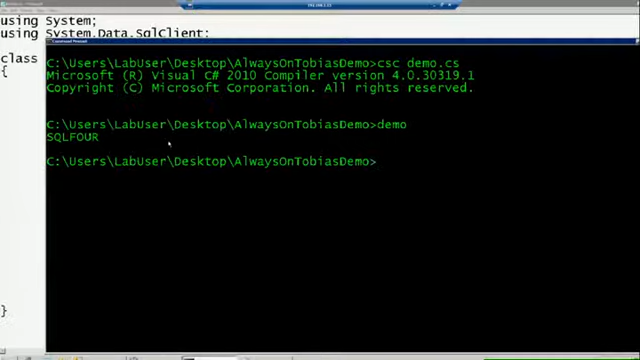 using System;
using System.Data.SqlClient;
class
{
C:\Users\LabUser\Desktop\AlwaysOnTobiasDemo>csc demo.cs
Microsoft (R) Visual C# 2010 Compiler version 4.0.30319.1
Copyright (C) Microsoft Corporation. All rights reserved.
C:\Users\LabUser\Desktop\AlwaysOnTobiasDemo>demo
SQLFOUR
C:\Users\LabUser\Desktop\AlwaysOnTobiasDemo>
}